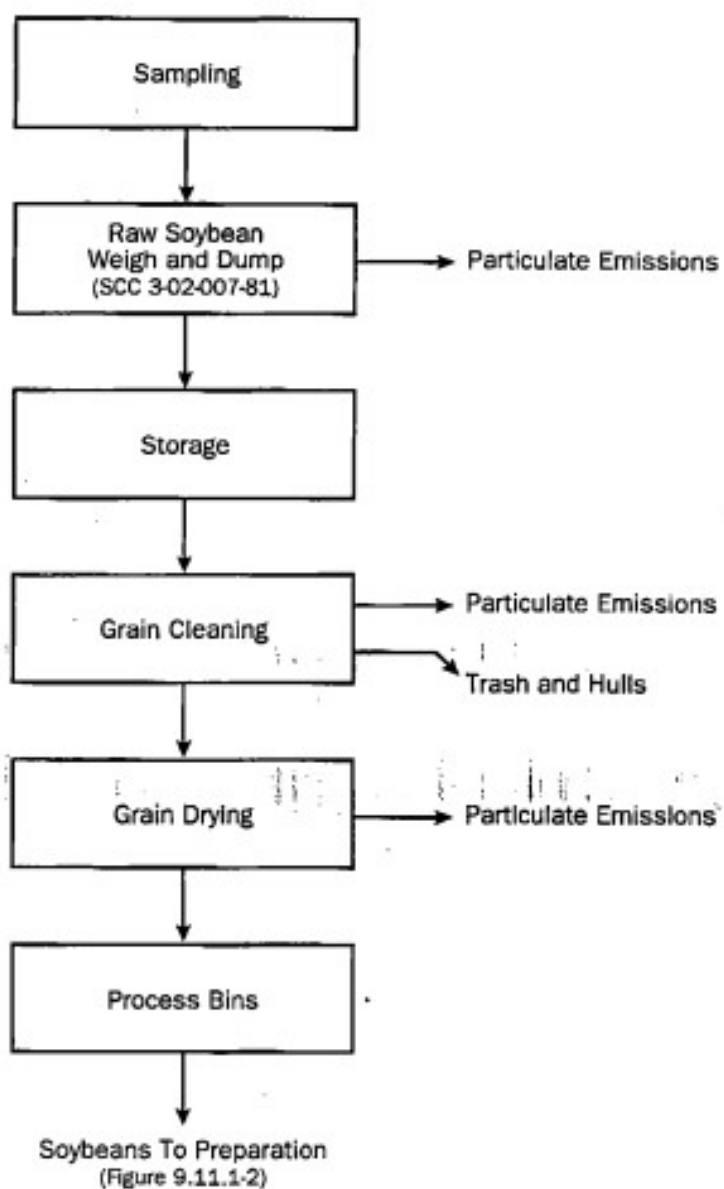 Sampling
Raw Soybean
Weigh and Dump
(SCC 3-02-007-81)
Particulate Emissions
Storage
Grain Cleaning
Particulate Emissions
Trash and Hulls
Grain Drying
Particulate Emissions
Process Bins
Soybeans To Preparation
(Figure 9.11.1-2)